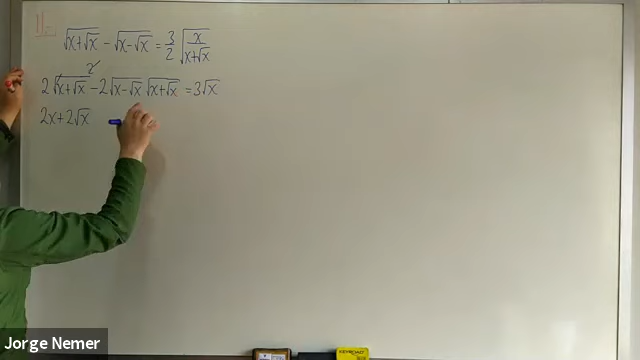 11.
√(x+√x) - √(x-√x) = 3/2 √(x/(x+√x))
2√(x+√x)² - 2√(x-√x) √(x+√x) = 3√x
2x+2√x
Jorge Nemer